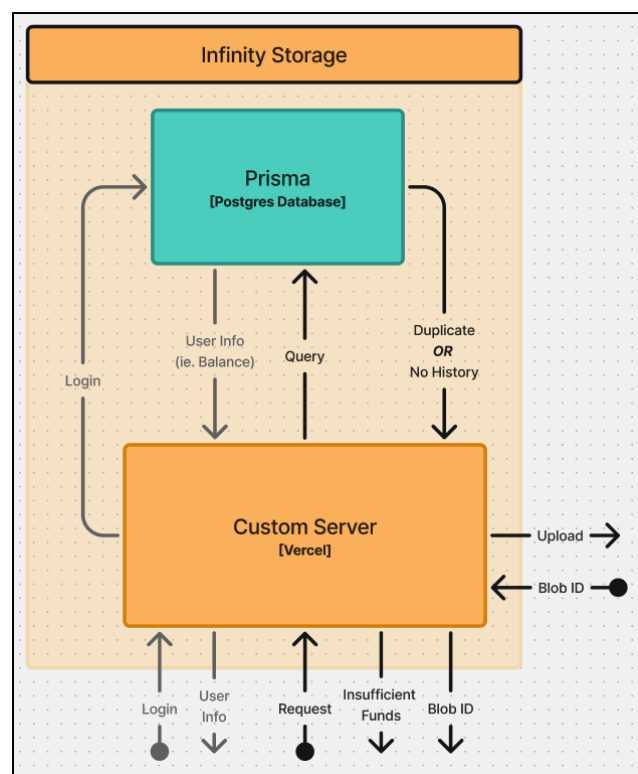 Infinity Storage
Prisma
[Postgres Database]
User Info
(ie. Balance)
Query
Duplicate
OR
No History
Login
Custom Server
[Vercel]
Upload
Blob ID
Login
User
Info
Request
Insufficient
Funds
Blob ID